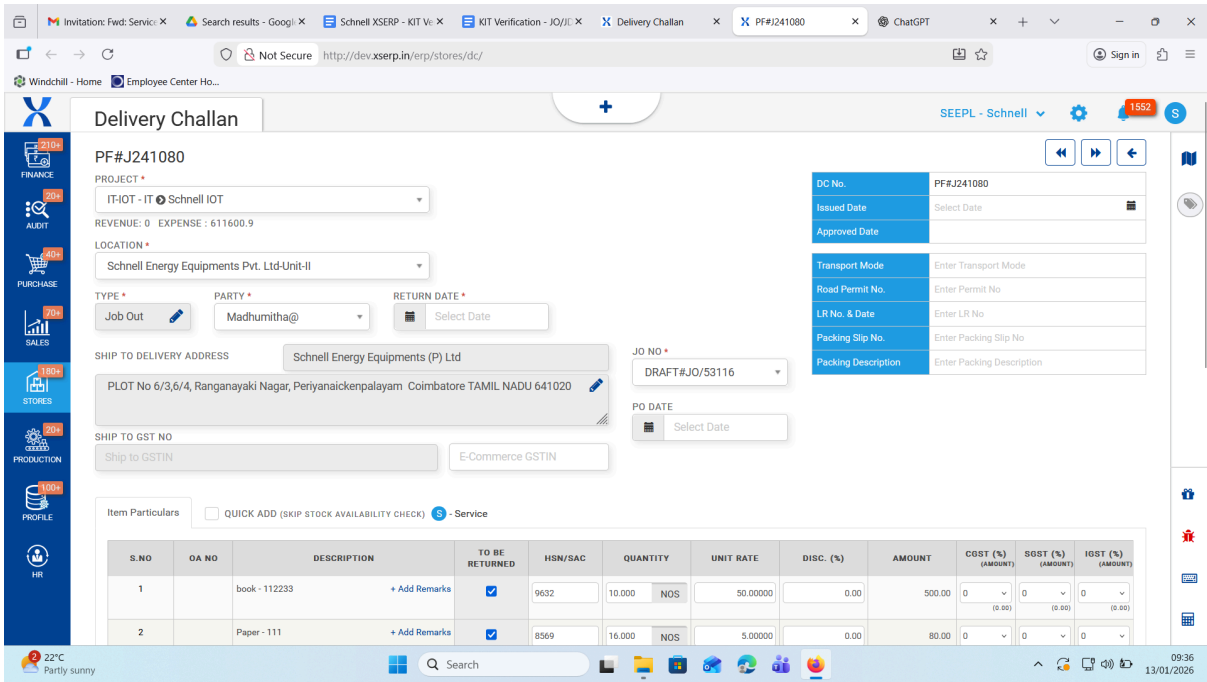 Invitation: Fwd: Service
Search results - Googl
Schnell XSERP - KIT Ve
KIT Verification - JO/JD
Delivery Challan
PF#J241080
ChatGPT
Not Secure http://dev.xserp.in/erp/stores/dc/
Sign in
Windchill - Home
Employee Center Ho...
Delivery Challan
SEEPL - Schnell
1552
S
210+
FINANCE
20+
AUDIT
40+
PURCHASE
70+
SALES
180+
STORES
20+
PRODUCTION
100+
PROFILE
HR
PF#J241080
PROJECT *
IT-IOT - IT Schnell IOT
REVENUE: 0 EXPENSE : 611600.9
LOCATION *
Schnell Energy Equipments Pvt. Ltd-Unit-II
TYPE * PARTY * RETURN DATE *
Job Out Madhumitha@ Select Date
SHIP TO DELIVERY ADDRESS Schnell Energy Equipments (P) Ltd
PLOT No 6/3,6/4, Ranganayaki Nagar, Periyanaickenpalayam Coimbatore TAMIL NADU 641020
SHIP TO GST NO
Ship to GSTIN E-Commerce GSTIN
JO NO *
DRAFT#JO/53116
PO DATE
Select Date
DC No. PF#J241080
Issued Date Select Date
Approved Date
Transport Mode Enter Transport Mode
Road Permit No. Enter Permit No
LR No. & Date Enter LR No
Packing Slip No. Enter Packing Slip No
Packing Description Enter Packing Description
Item Particulars QUICK ADD (SKIP STOCK AVAILABILITY CHECK) S - Service
S.NO OA NO DESCRIPTION TO BE RETURNED HSN/SAC QUANTITY UNIT RATE DISC. (%) AMOUNT CGST (%) (AMOUNT) SGST (%) (AMOUNT) IGST (%) (AMOUNT)
1 book - 112233 + Add Remarks 9632 10.000 NOS 50.00000 0.00 500.00 0 0 0
(0.00) (0.00) (0.00)
2 Paper - 111 + Add Remarks 8569 16.000 NOS 5.00000 0.00 80.00 0 0 0
2
22°C
Partly sunny
Search
09:36
13/01/2026